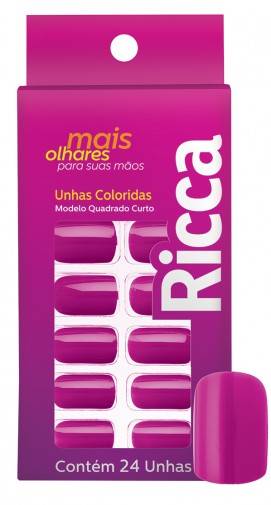 mais
olhares
para suas mãos
Unhas Coloridas
Modelo Quadrado Curto
Ricca
Contém 24 Unhas